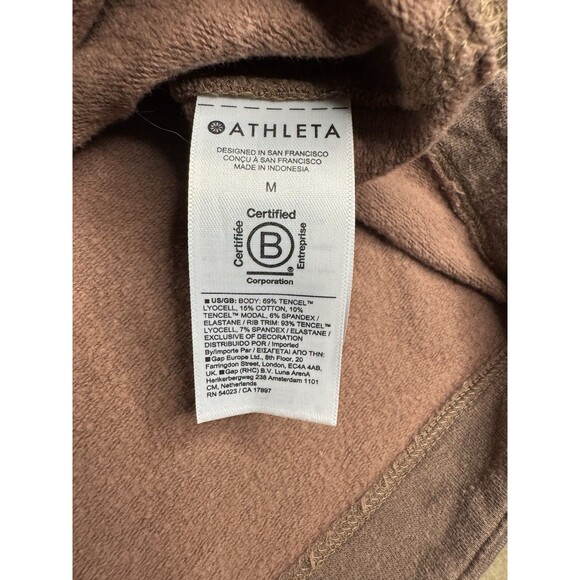 ATHLETA
DESIGNED IN SAN FRANCISCO
CONÇU À SAN FRANCISCO
MADE IN INDONESIA
M
Certified
Certifiée
B
Entreprise
®
Corporation
US/GB: BODY: 69% TENCEL™
LYOCELL, 15% COTTON, 10%
TENCEL™ MODAL, 6% SPANDEX /
ELASTANE / RIB TRIM: 93% TENCEL™
LYOCELL, 7% SPANDEX / ELASTANE /
EXCLUSIVE OF DECORATION
DISTRIBUIDO POR / Imported
By/Importe Par / ΕΙΣΑΓΕΤΑΙ ΑΠΟ ΤΗΝ:
Gap Europe Ltd., 8th Floor, 20
Farringdon Street, London, EC4A 4AB,
UK. Gap (RHC) B.V. Luna ArenA
Herikerbergweg 238 Amsterdam 1101
CM, Netherlands
RN 54023 / CA 17897